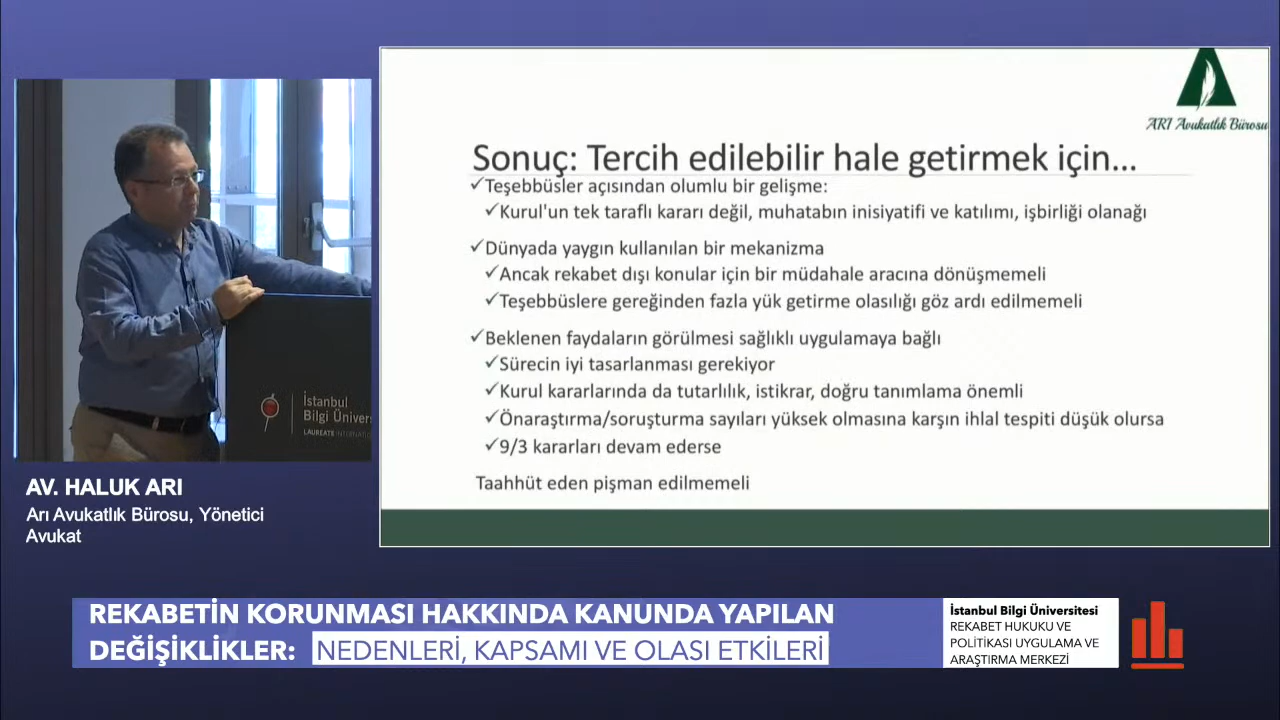 ARI Avukatlık Bürosu
Sonuç: Tercih edilebilir hale getirmek için...
✓Teşebbüsler açısından olumlu bir gelişme:
✓Kurul'un tek taraflı kararı değil, muhatabın inisiyatifi ve katılımı, işbirliği olanağı
✓Dünyada yaygın kullanılan bir mekanizma
✓Ancak rekabet dışı konular için bir müdahale aracına dönüşmemeli
✓Teşebbüslere gereğinden fazla yük getirme olasılığı göz ardı edilmemeli
✓Beklenen faydaların görülmesi sağlıklı uygulamaya bağlı
✓Sürecin iyi tasarlanması gerekiyor
✓Kurul kararlarında da tutarlılık, istikrar, doğru tanımlama önemli
✓Önaraştırma/soruşturma sayıları yüksek olmasına karşın ihlal tespiti düşük olursa
✓9/3 kararları devam ederse
Taahhüt eden pişman edilmemeli
İstanbul
Bilgi Üniver
LAUREATE INTERNATIO
AV. HALUK ARI
Arı Avukatlık Bürosu, Yönetici
Avukat
REKABETİN KORUNMASI HAKKINDA KANUNDA YAPILAN
DEĞİŞİKLİKLER: NEDENLERİ, KAPSAMI VE OLASI ETKİLERİ
İstanbul Bilgi Üniversitesi
REKABET HUKUKU VE
POLİTİKASI UYGULAMA VE
ARAŞTIRMA MERKEZİ